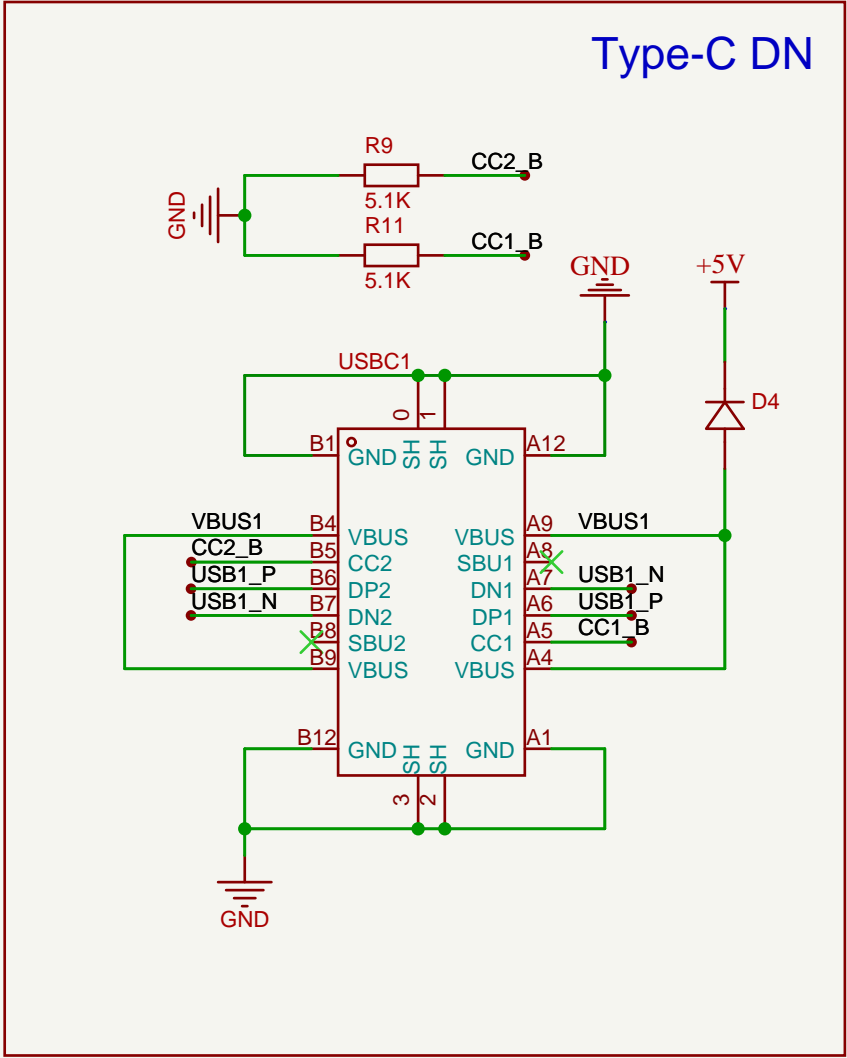 Type-C DN
R9
CC2_B
5.1K
GND
R11
CC1_B
5.1K
GND
+5V
USBC1
D4
0
1
B1
A12
GND SH SH GND
VBUS1
B4
A9
VBUS1
VBUS
VBUS
CC2_B
B5
A8
CC2
SBU1
USB1_P
B6
A7
USB1_N
DP2
DN1
USB1_N
B7
A6
USB1_P
DN2
DP1
B8
A5
CC1_B
SBU2
CC1
B9
A4
VBUS
VBUS
B12
A1
GND SH SH GND
3
2
GND